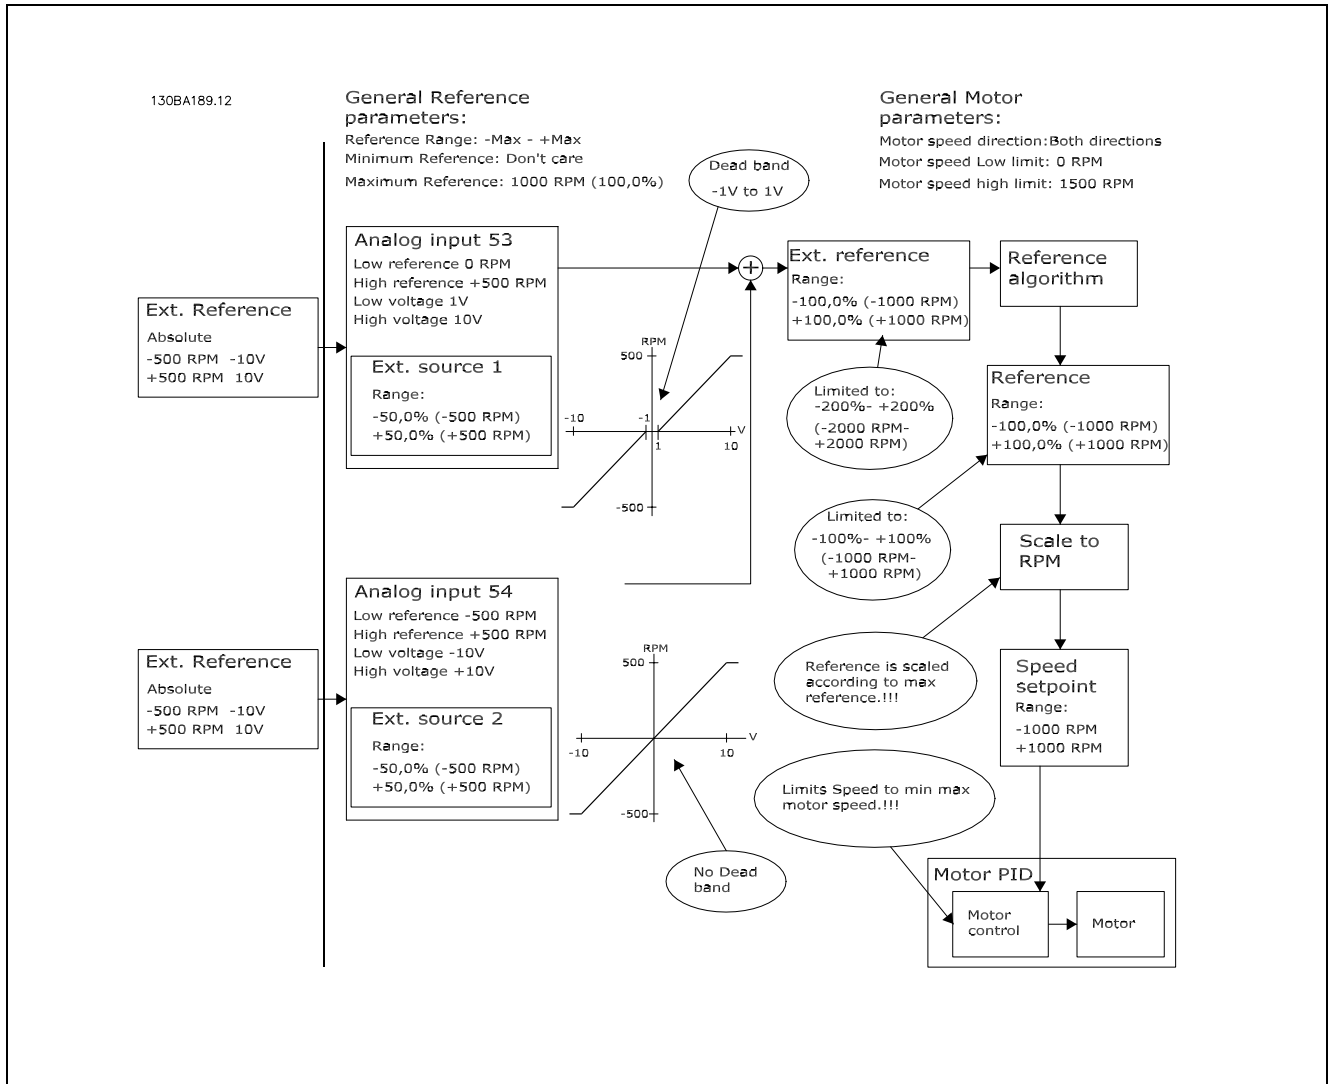 130BA189.12
General Reference
parameters:
Reference Range: -Max - +Max
Minimum Reference: Don't care
Maximum Reference: 1000 RPM (100,0%)
General Motor
parameters:
Motor speed direction:Both directions
Motor speed Low limit: 0 RPM
Motor speed high limit: 1500 RPM
Dead band
-1V to 1V
Ext. Reference
Absolute
-500 RPM -10V
+500 RPM 10V
Analog input 53
Low reference 0 RPM
High reference +500 RPM
Low voltage 1V
High voltage 10V
Ext. source 1
Range:
-50,0% (-500 RPM)
+50,0% (+500 RPM)
RPM
500
-10
-1
V
1
10
-500
+
Ext. reference
Range:
-100,0% (-1000 RPM)
+100,0% (+1000 RPM)
Reference
algorithm
Limited to:
-200%- +200%
(-2000 RPM-
+2000 RPM)
Reference
Range:
-100,0% (-1000 RPM)
+100,0% (+1000 RPM)
Limited to:
-100%- +100%
(-1000 RPM-
+1000 RPM)
Scale to
RPM
Ext. Reference
Absolute
-500 RPM -10V
+500 RPM 10V
Analog input 54
Low reference -500 RPM
High reference +500 RPM
Low voltage -10V
High voltage +10V
Ext. source 2
Range:
-50,0% (-500 RPM)
+50,0% (+500 RPM)
RPM
500
V
-10
10
-500
No Dead
band
Reference is scaled
according to max
reference.!!!
Speed
setpoint
Range:
-1000 RPM
+1000 RPM
Limits Speed to min max
motor speed.!!!
Motor PID
Motor
control
Motor